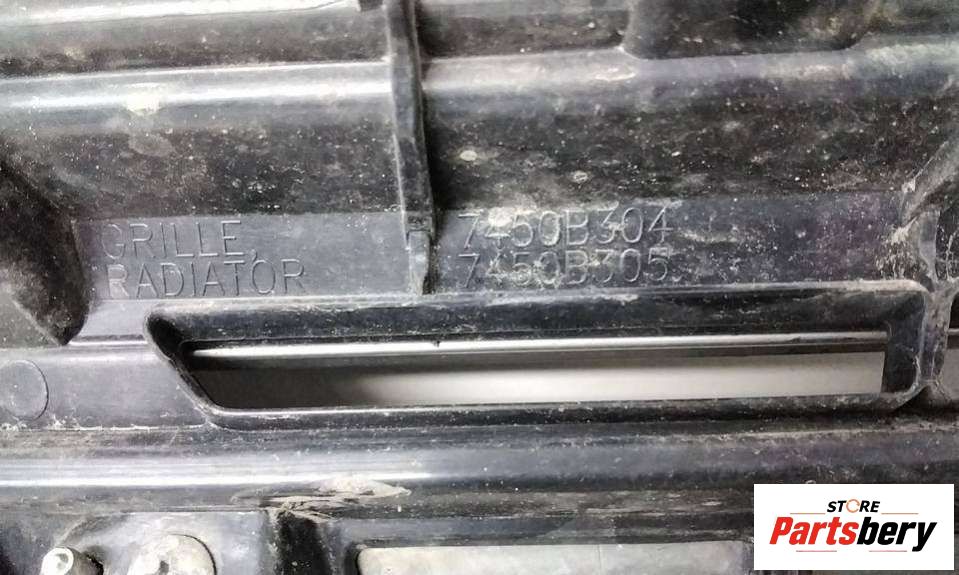 GRILLE,
RADIATOR
7450B304
7450B305
STORE
Partsbery